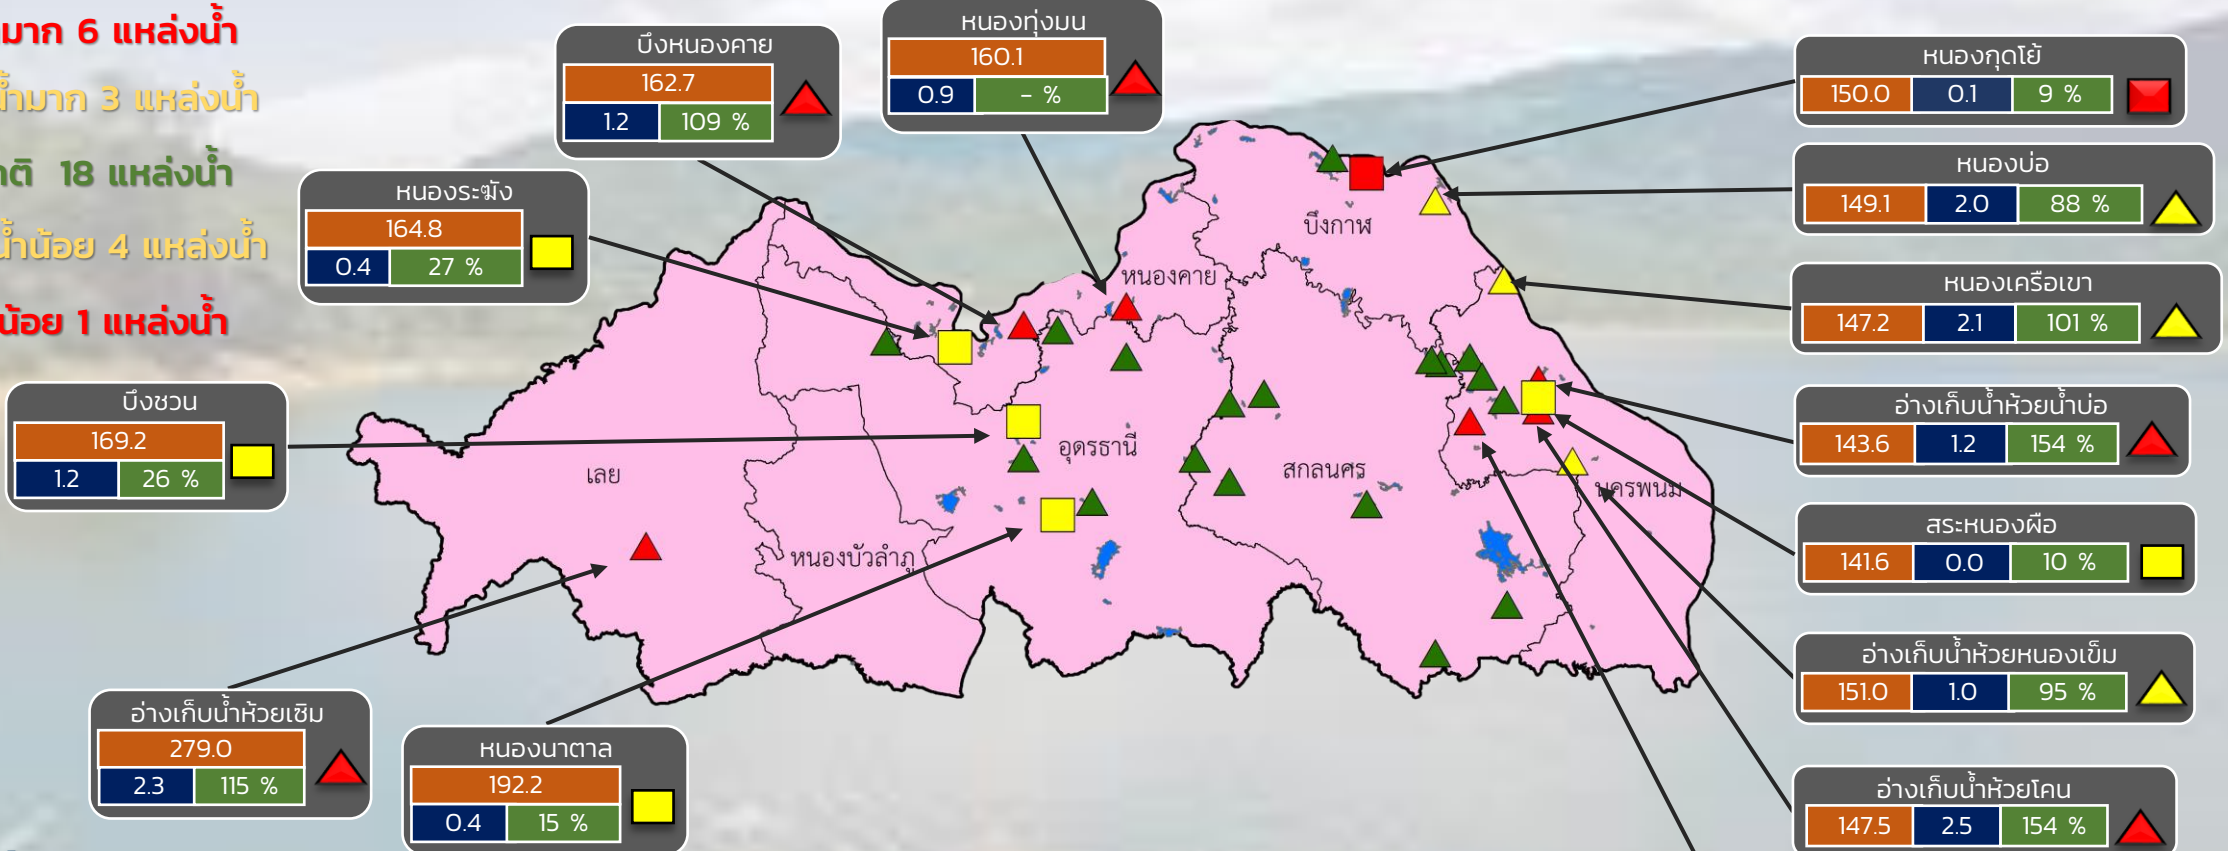 มาก 6 แหล่งน้ำ
น้ำมาก 3 แหล่งน้ำ
กติ 18 แหล่งน้ำ
น้ำน้อย 4 แหล่งน้ำ
น้อย 1 แหล่งน้ำ
บึงหนองคาย
162.7
1.2 109 %
หนองทุ่งมน
160.1
0.9 - %
หนองกุดโย้
150.0 0.1 9 %
หนองบ่อ
149.1 2.0 88 %
หนองระฆัง
164.8
0.4 27 %
หนองเครือเขา
147.2 2.1 101 %
บึงชวน
169.2
1.2 26 %
อ่างเก็บน้ำห้วยน้ำบ่อ
143.6 1.2 154 %
สระหนองผือ
141.6 0.0 10 %
อ่างเก็บน้ำห้วยหนองเข็ม
151.0 1.0 95 %
อ่างเก็บน้ำห้วยเซิม
279.0
2.3 115 %
หนองนาตาล
192.2
0.4 15 %
อ่างเก็บน้ำห้วยโคน
147.5 2.5 154 %
บึงกาฬ
หนองคาย
อุดรธานี
เลย
สกลนคร
นครพนม
หนองบัวลำภู